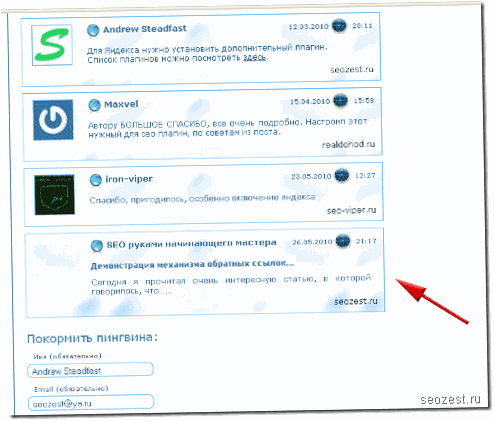 Andrew Steadfast 12.03.2010 20:11
Для Яндекса нужно установить дополнительный плагин.
Список плагинов можно посмотреть здесь.
seozest.ru
Maxvel 15.04.2010 15:58
Автору БОЛЬШОЕ СПАСИБО, все очень подробно. Настроил этот
нужный для сео плагин, по советам из поста.
realdohod.ru
iron-viper 23.05.2010 12:27
Спасибо, пригодилось, особенно включение яндекса
seo-viper.ru
SEO руками начинающего мастера 26.05.2010 21:17
Демонстрация механизма обратных ссылок...
Сегодня я прочитал очень интересную статью, в которой
говорилось, что.....
seozest.ru
Покормить пингвина:
Имя (обязательно)
Andrew Steadfast
Email (обязательно)
seozest@ya.ru
seozest.ru